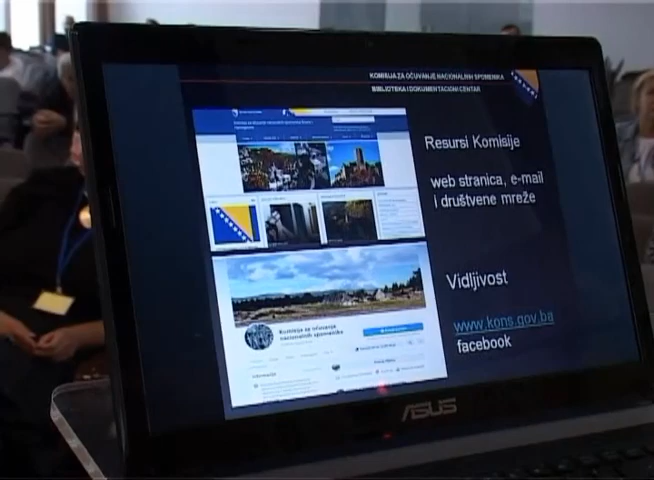 KOMISIJA ZA OČUVANJE NACIONALNIH SPOMENIKA
BIBLIOTEKA I DOKUMENTACIONI CENTAR
Resursi Komisije
web stranica, e-mail
i društvene mreže
Vidljivost
www.kons.gov.ba
facebook
Komisija za očuvanje
nacionalnih spomenika
Informacije
ASUS